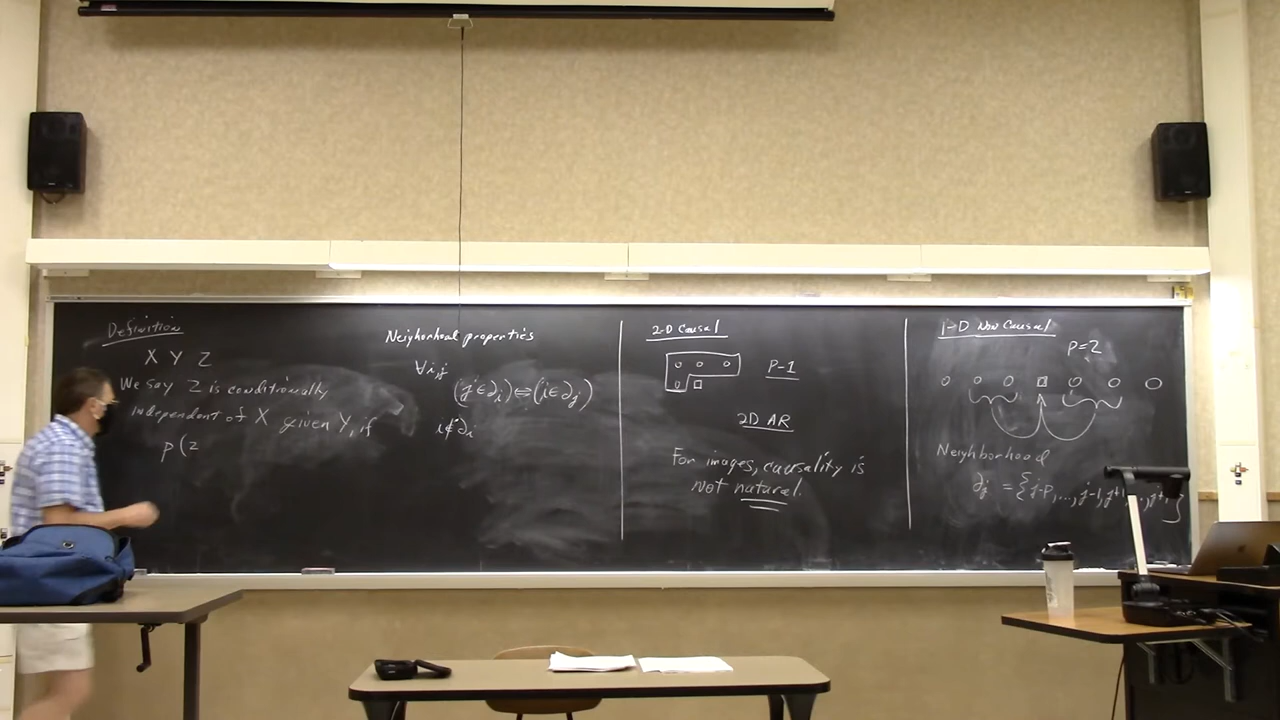 Definition
X Y Z
We say Z is conditionally
independent of X given Y, if
p(z
Neighborhood properties
∀i,j
(j∈∂i)⇔(i∈∂j)
i∉∂i
2-D Causal
P-1
2D AR
For images, causality is
not natural.
1-D Non Causal
P=2
Neighborhood
∂j = {j-p,...,j-1,j+1